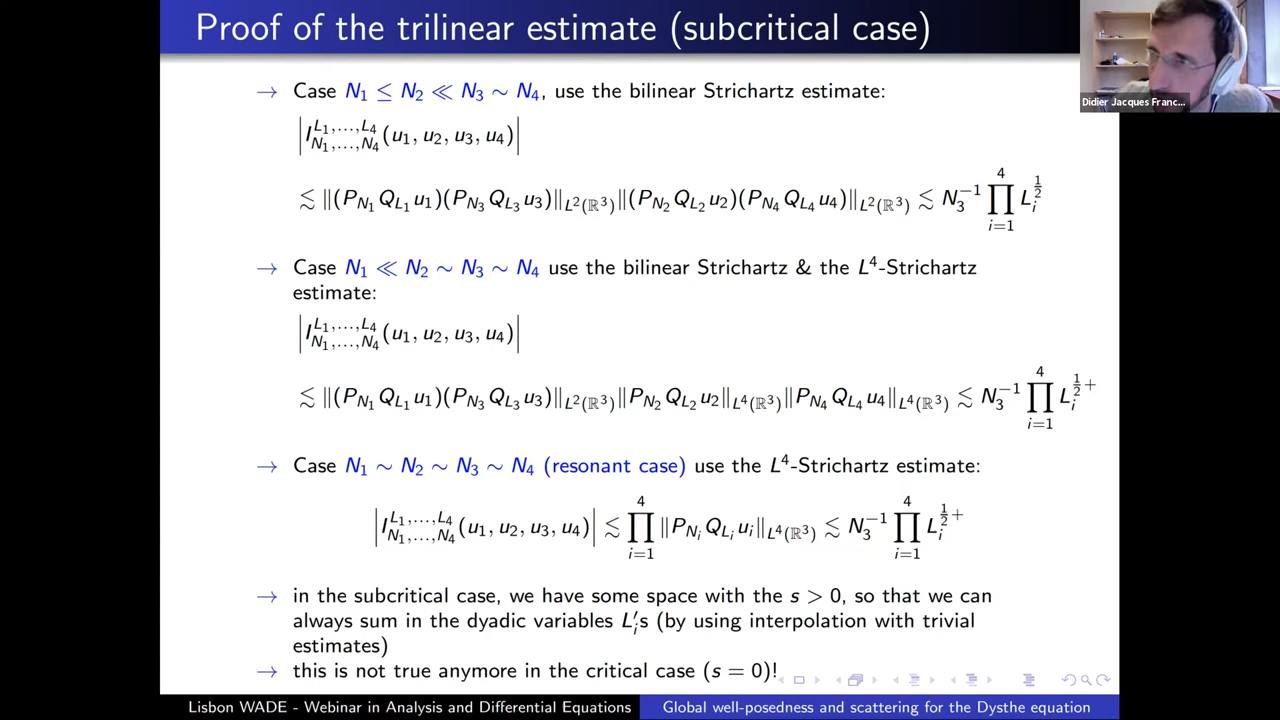 Proof of the trilinear estimate (subcritical case)
Didier Jacques Franc...
→ Case N₁ ≤ N₂ ≪ N₃ ∼ N₄, use the bilinear Strichartz estimate:
|I_{N₁,...,N₄}^{L₁,...,L₄}(u₁, u₂, u₃, u₄)|
≲ ‖(P_{N₁}Q_{L₁}u₁)(P_{N₃}Q_{L₃}u₃)‖_{L²(ℝ³)}‖(P_{N₂}Q_{L₂}u₂)(P_{N₄}Q_{L₄}u₄)‖_{L²(ℝ³)} ≲ N₃^{-1} ∏_{i=1}^{4} L_i^{1/2}
→ Case N₁ ≪ N₂ ∼ N₃ ∼ N₄ use the bilinear Strichartz & the L⁴-Strichartz
estimate:
|I_{N₁,...,N₄}^{L₁,...,L₄}(u₁, u₂, u₃, u₄)|
≲ ‖(P_{N₁}Q_{L₁}u₁)(P_{N₃}Q_{L₃}u₃)‖_{L²(ℝ³)}‖P_{N₂}Q_{L₂}u₂‖_{L⁴(ℝ³)}‖P_{N₄}Q_{L₄}u₄‖_{L⁴(ℝ³)} ≲ N₃^{-1} ∏_{i=1}^{4} L_i^{1/2+}
→ Case N₁ ∼ N₂ ∼ N₃ ∼ N₄ (resonant case) use the L⁴-Strichartz estimate:
|I_{N₁,...,N₄}^{L₁,...,L₄}(u₁, u₂, u₃, u₄)| ≲ ∏_{i=1}^{4} ‖P_{N_i}Q_{L_i}u_i‖_{L⁴(ℝ³)} ≲ N₃^{-1} ∏_{i=1}^{4} L_i^{1/2+}
→ in the subcritical case, we have some space with the s > 0, so that we can
always sum in the dyadic variables L′_i s (by using interpolation with trivial
estimates)
→ this is not true anymore in the critical case (s = 0)!
Lisbon WADE - Webinar in Analysis and Differential Equations
Global well-posedness and scattering for the Dysthe equation